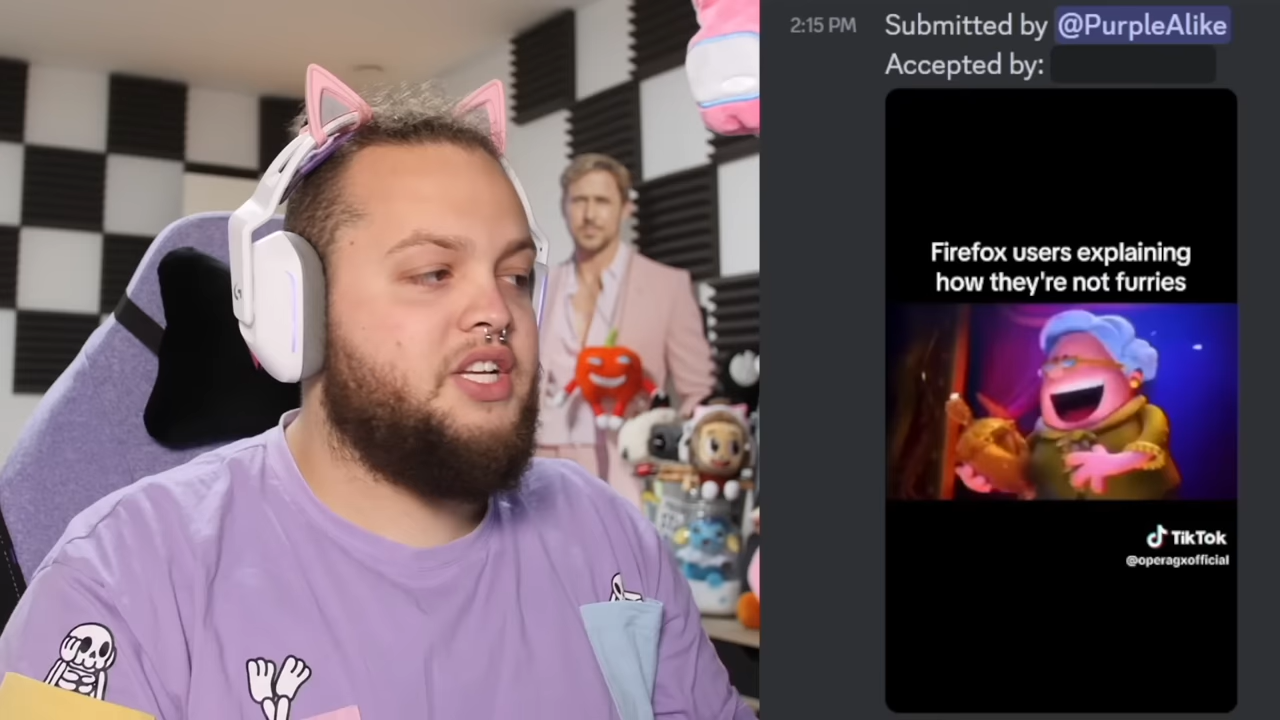 2:15 PM Submitted by @PurpleAlike
Accepted by:
Firefox users explaining
how they're not furries
TikTok
@operagxofficial